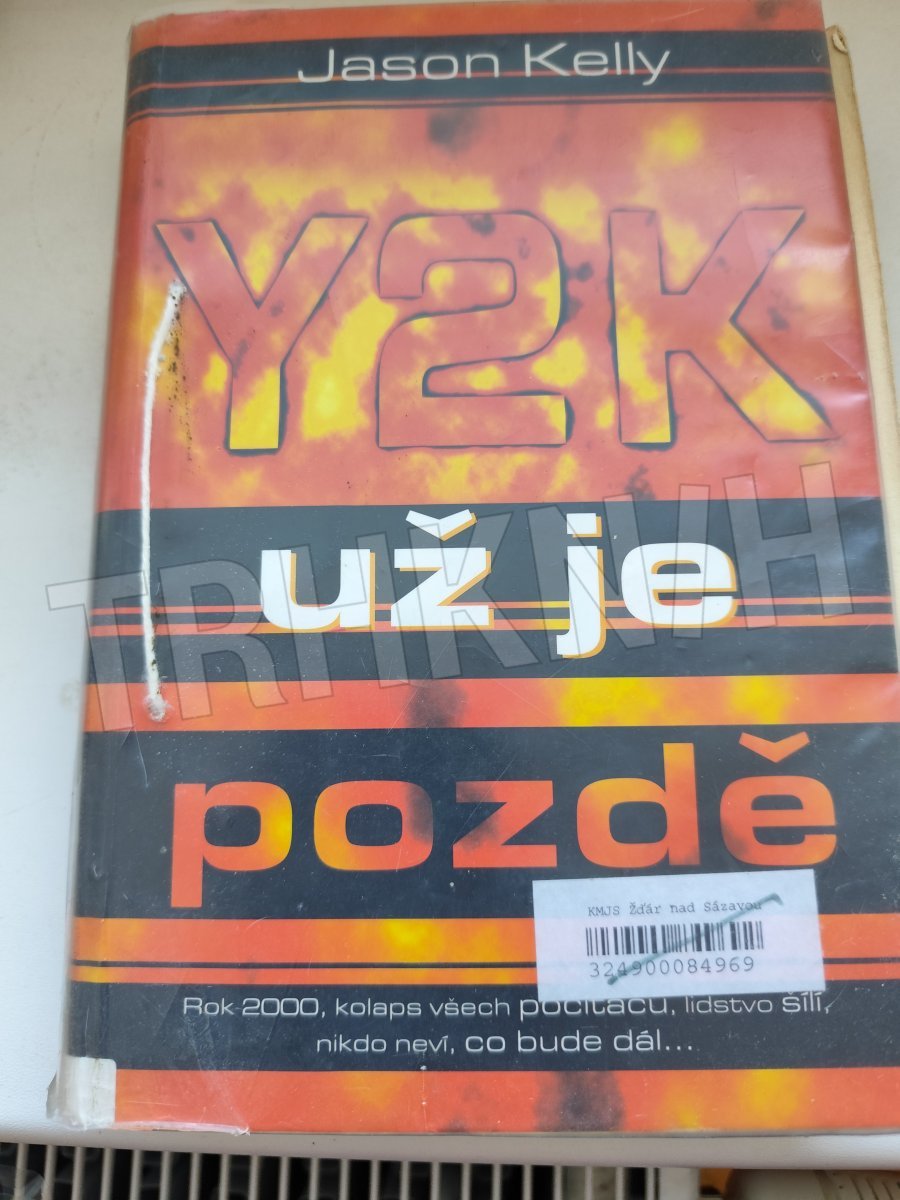 Jason Kelly
Y2K
už je
TRHKNIH
pozdě
KMJS Žďár nad Sázavou
324900084969
Rok 2000, kolaps všech počítačů, lidstvo šílí,
nikdo neví, co bude dál...